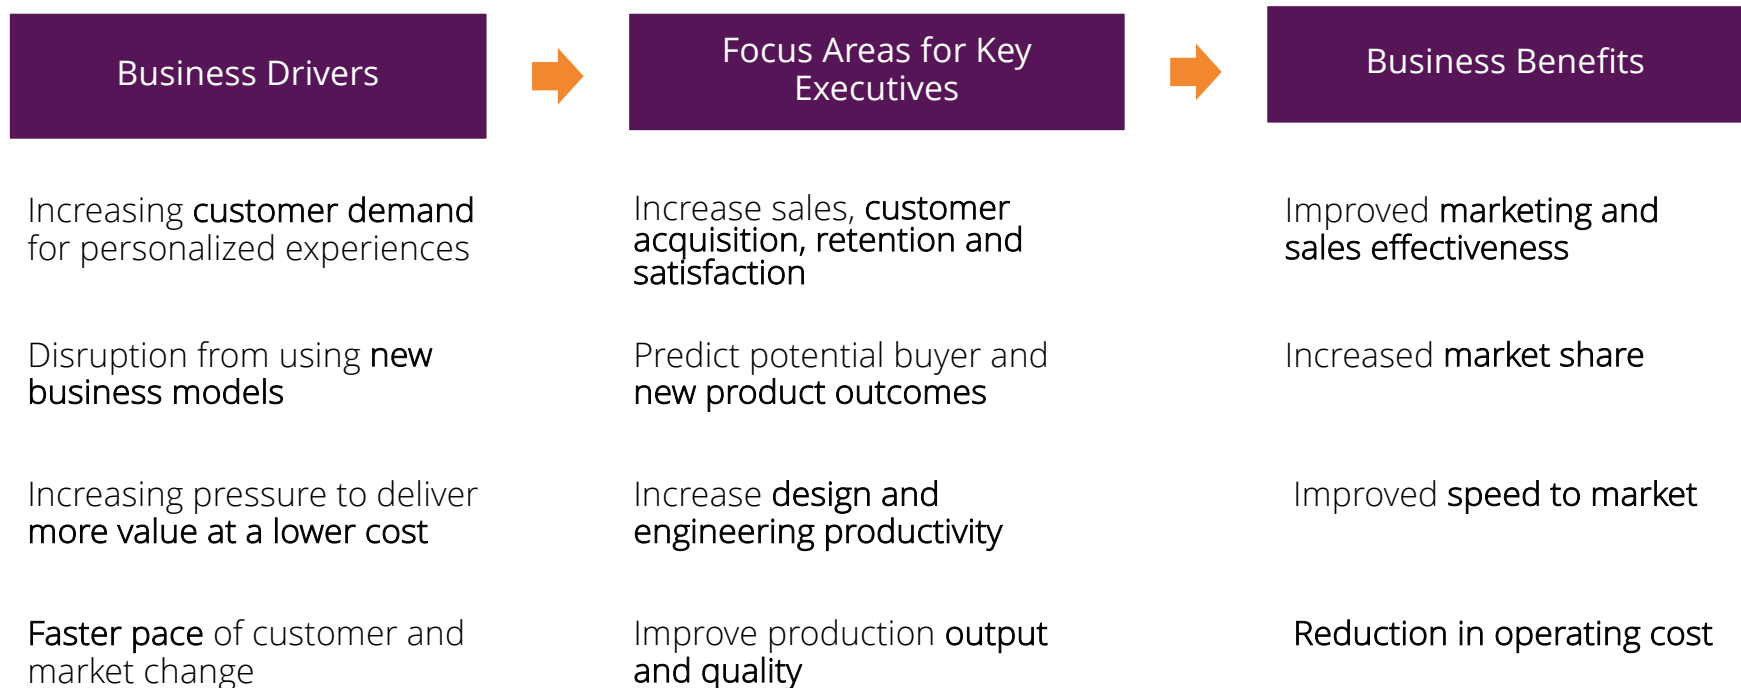 Business Drivers
Focus Areas for Key
Executives
Business Benefits
Increasing customer demand
for personalized experiences
Increase sales, customer
acquisition, retention and
satisfaction
Improved marketing and
sales effectiveness
Disruption from using new
business models
Predict potential buyer and
new product outcomes
Increased market share
Increasing pressure to deliver
more value at a lower cost
Increase design and
engineering productivity
Improved speed to market
Faster pace of customer and
market change
Improve production output
and quality
Reduction in operating cost